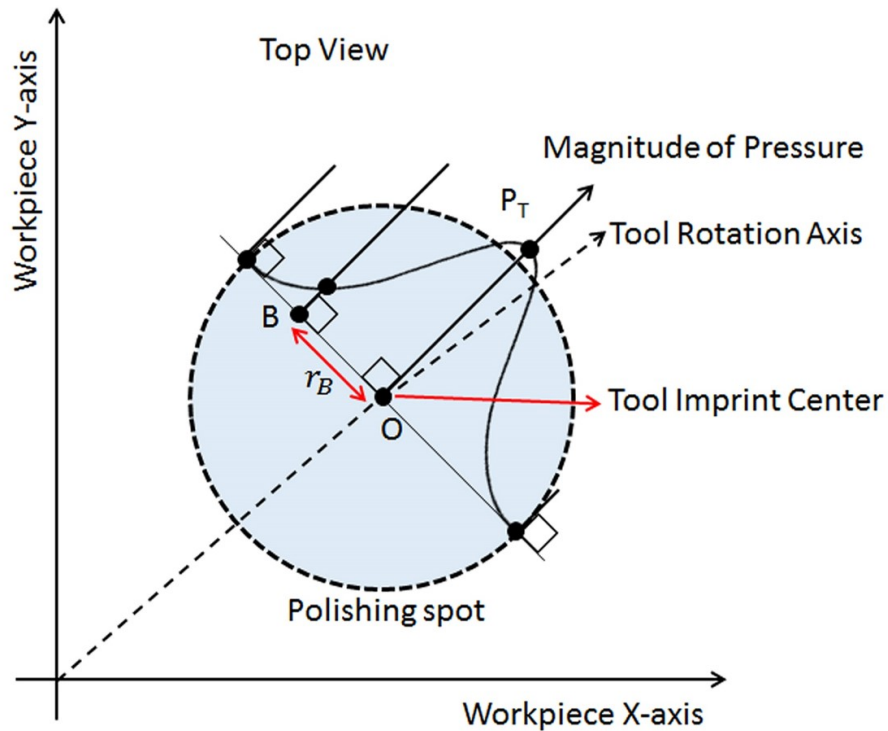 Top View
Workpiece Y-axis
Magnitude of Pressure
P_T
Tool Rotation Axis
B
r_B
Tool Imprint Center
O
Polishing spot
Workpiece X-axis